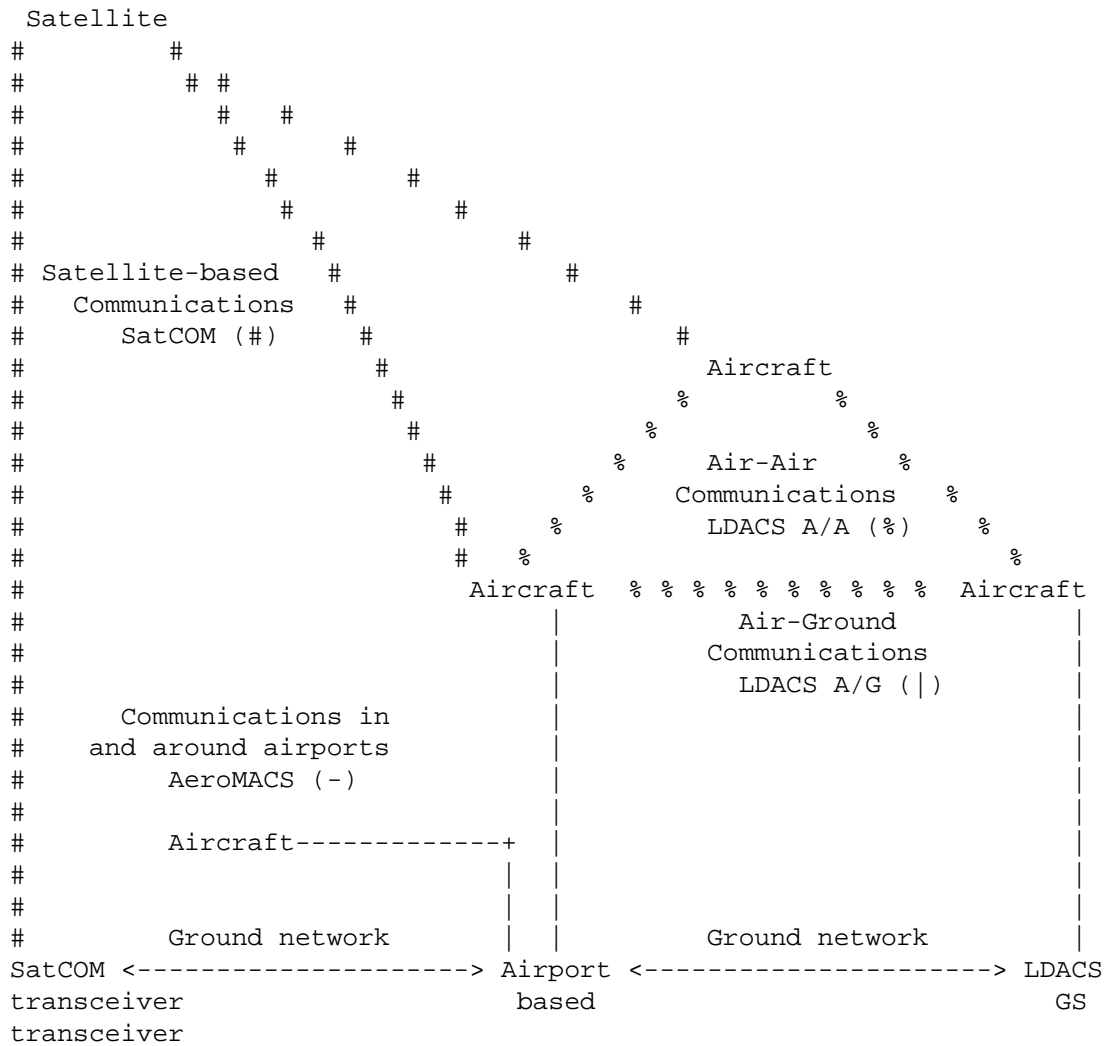 Satellite
#         #
#          # #
#            #   #
#             #      #
#               #        #
#                #          #
#                  #            #
# Satellite-based   #              #
#   Communications   #                 #
#      SatCOM (#)     #                   #
#                      #                    Aircraft
#                       #                 %         %
#                        #              %             %
#                         #           %     Air-Air     %
#                          #        %     Communications   %
#                           #     %         LDACS A/A (%)    %
#                           #   %                              %
#                            Aircraft  % % % % % % % % % %  Aircraft
#                                 |           Air-Ground           |
#                                 |         Communications         |
#                                 |           LDACS A/G (|)        |
#      Communications in          |                                |
#    and around airports          |                                |
#         AeroMACS (-)            |                                |
#                                 |                                |
#         Aircraft-------------+  |                                |
#                              |  |                                |
#                              |  |                                |
#         Ground network       |  |         Ground network         |
SatCOM <---------------------> Airport <----------------------> LDACS
transceiver                     based                             GS
transceiver